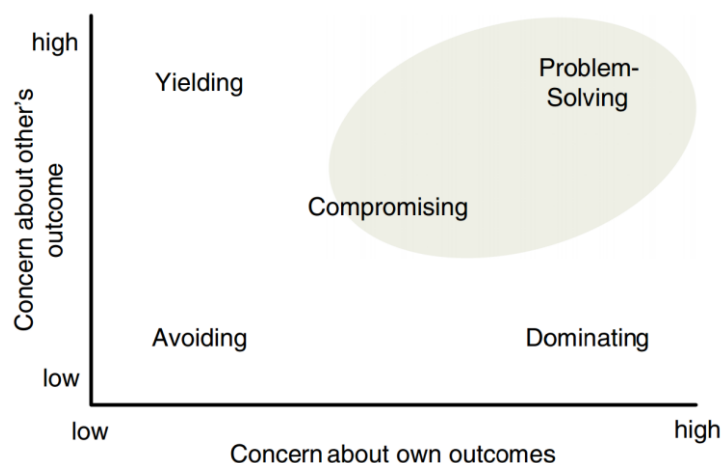 high
Yielding
Problem-
Solving
Concern about other's
outcome
Compromising
Avoiding
Dominating
low
low
high
Concern about own outcomes